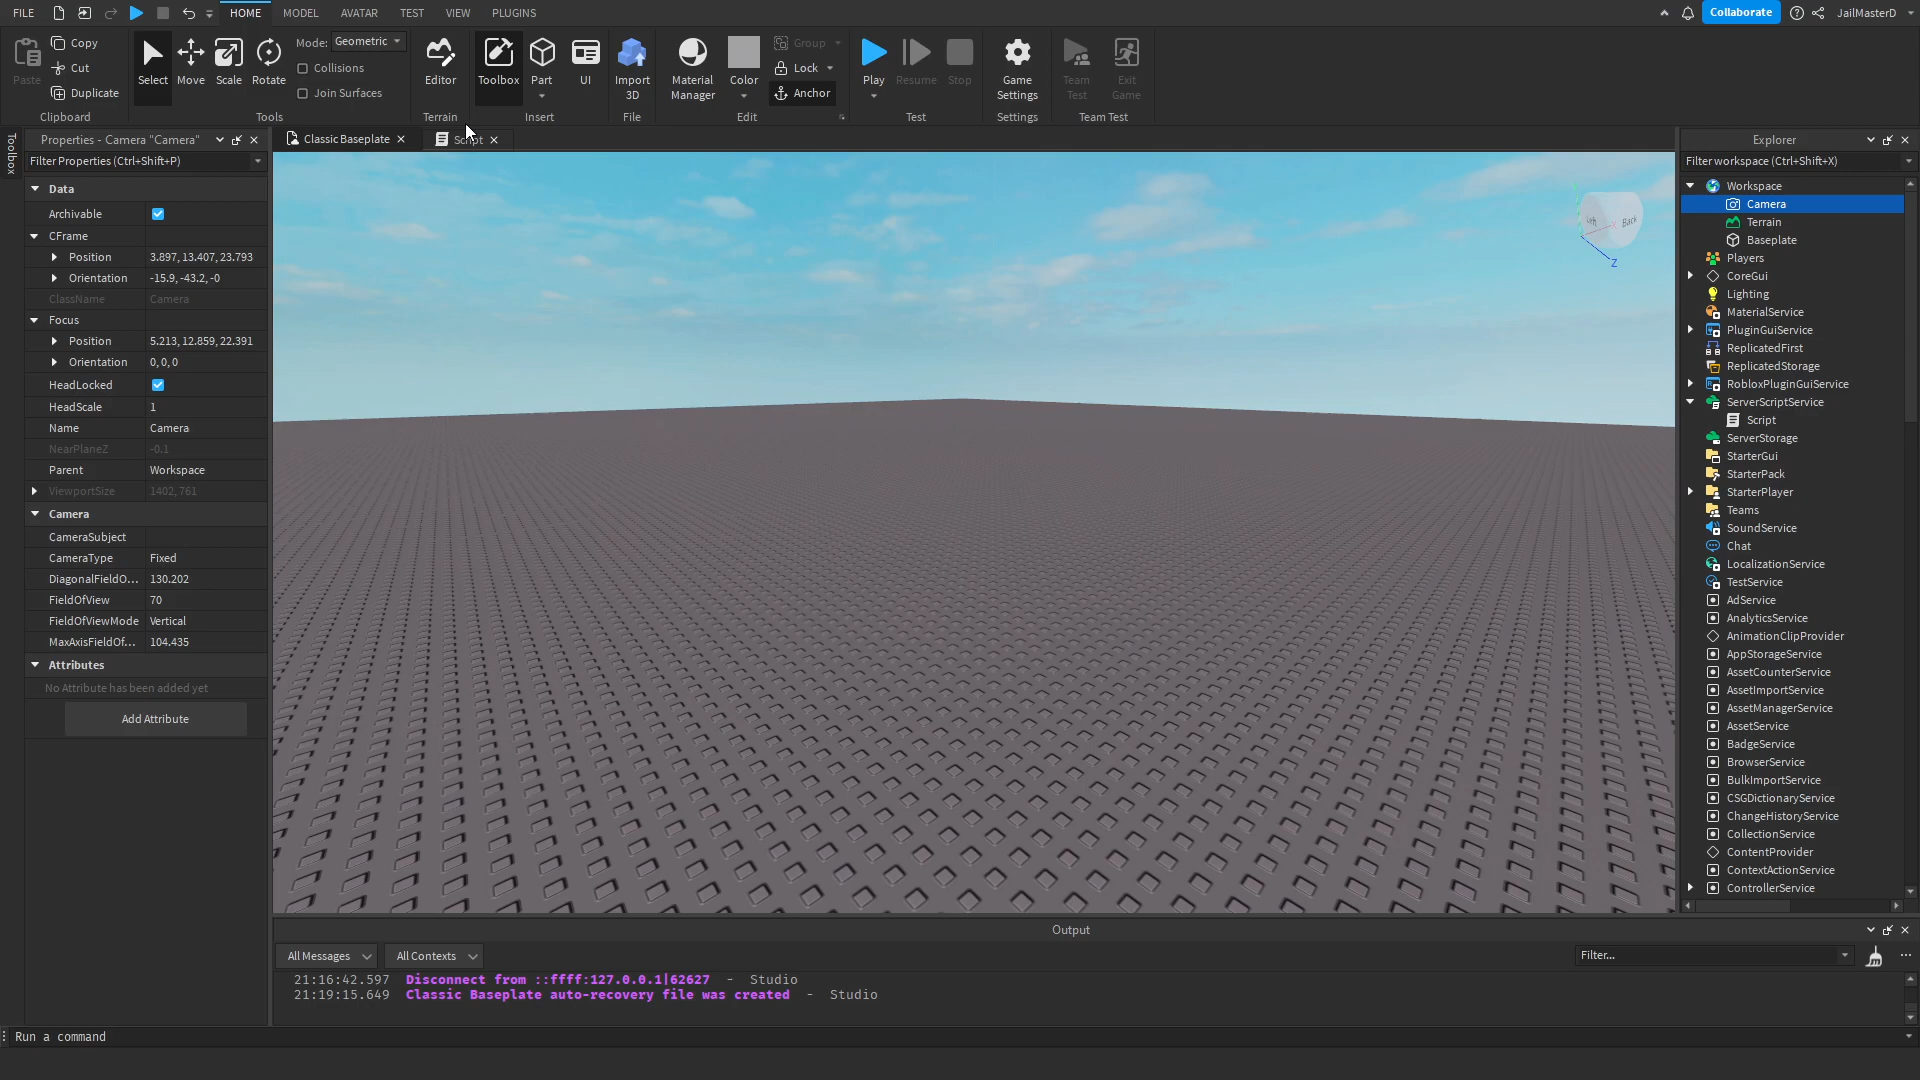 FILE HOME MODEL AVATAR TEST VIEW PLUGINS Collaborate JailMasterD
Paste Copy Cut Duplicate Clipboard
Select Move Scale Rotate Mode: Geometric Collisions Join Surfaces Tools
Editor Terrain
Toolbox Part UI Insert
Import 3D File
Material Manager Color Group Lock Anchor Edit
Play Resume Stop Test
Game Settings Settings
Team Test Exit Game Team Test
Toolbox
Properties - Camera "Camera"
Filter Properties (Ctrl+Shift+P)
Data
Archivable
CFrame
Position 3.897, 13.407, 23.793
Orientation -15.9, -43.2, -0
ClassName Camera
Focus
Position 5.213, 12.859, 22.391
Orientation 0, 0, 0
HeadLocked
HeadScale 1
Name Camera
NearPlaneZ -0.1
Parent Workspace
ViewportSize 1402, 761
Camera
CameraSubject
CameraType Fixed
DiagonalFieldO... 130.202
FieldOfView 70
FieldOfViewMode Vertical
MaxAxisFieldOf... 104.435
Attributes
No Attribute has been added yet
Add Attribute
Classic Baseplate Script
Back
Z
Explorer
Filter workspace (Ctrl+Shift+X)
Workspace
Camera
Terrain
Baseplate
Players
CoreGui
Lighting
MaterialService
PluginGuiService
ReplicatedFirst
ReplicatedStorage
RobloxPluginGuiService
ServerScriptService
Script
ServerStorage
StarterGui
StarterPack
StarterPlayer
Teams
SoundService
Chat
LocalizationService
TestService
AdService
AnalyticsService
AnimationClipProvider
AppStorageService
AssetCounterService
AssetImportService
AssetManagerService
AssetService
BadgeService
BrowserService
BulkImportService
CSGDictionaryService
ChangeHistoryService
CollectionService
ContentProvider
ContextActionService
ControllerService
Output
All Messages All Contexts Filter...
21:16:42.597 Disconnect from ::ffff:127.0.0.1|62627 - Studio
21:19:15.649 Classic Baseplate auto-recovery file was created - Studio
Run a command